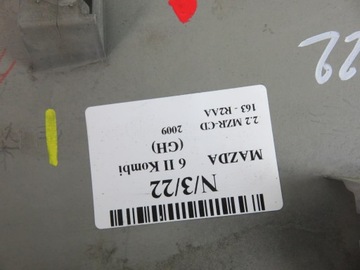 N/3/22
MAZDA
6 II Kombi
(GH)
2009
2.2 MZR-CD
163 - R2AA
22